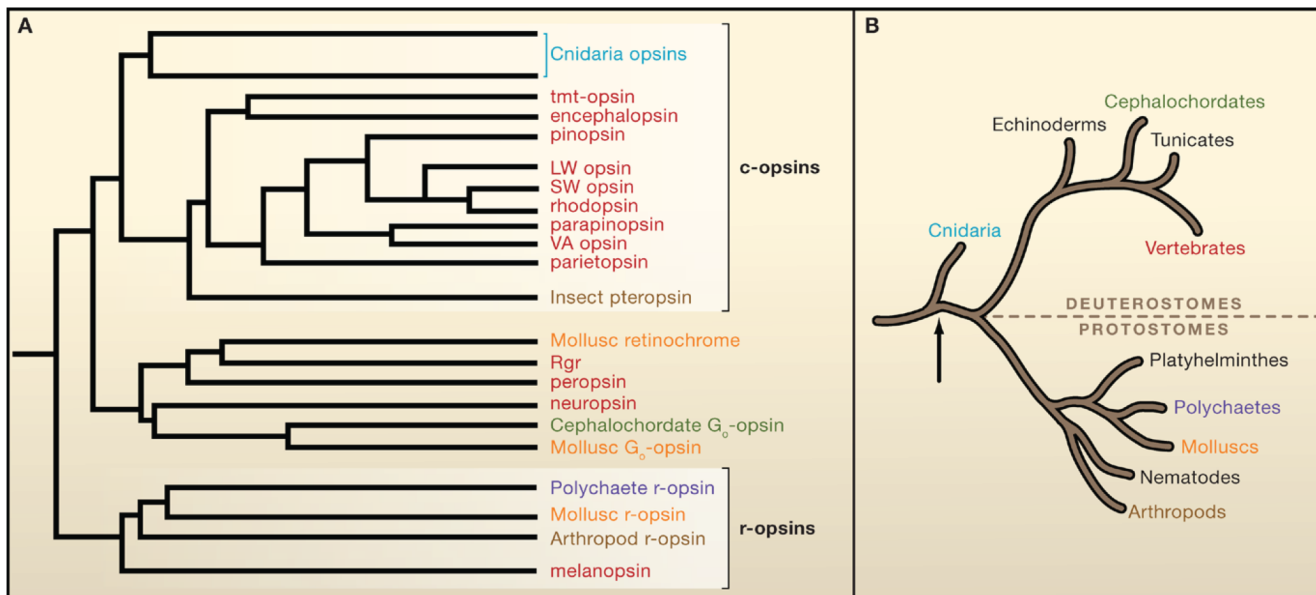 A
Cnidaria opsins
tmt-opsin
encephalopsin
pinopsin
LW opsin
SW opsin
rhodopsin
parapinopsin
VA opsin
parietopsin
Insect pteropsin
c-opsins
Mollusc retinochrome
Rgr
peropsin
neuropsin
Cephalochordate Go-opsin
Mollusc Go-opsin
Polychaete r-opsin
Mollusc r-opsin
Arthropod r-opsin
melanopsin
r-opsins
B
Cephalochordates
Echinoderms
Tunicates
Cnidaria
Vertebrates
DEUTEROSTOMES
PROTOSTOMES
Platyhelminthes
Polychaetes
Molluscs
Nematodes
Arthropods